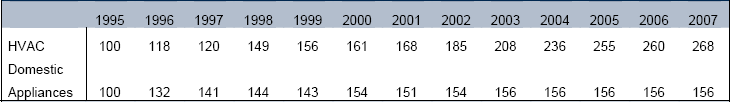 1995 1996 1997 1998 1999 2000 2001 2002 2003 2004 2005 2006 2007
HVAC 100 118 120 149 156 161 168 185 208 236 255 260 268
Domestic
Appliances 100 132 141 144 143 154 151 154 156 156 156 156 156